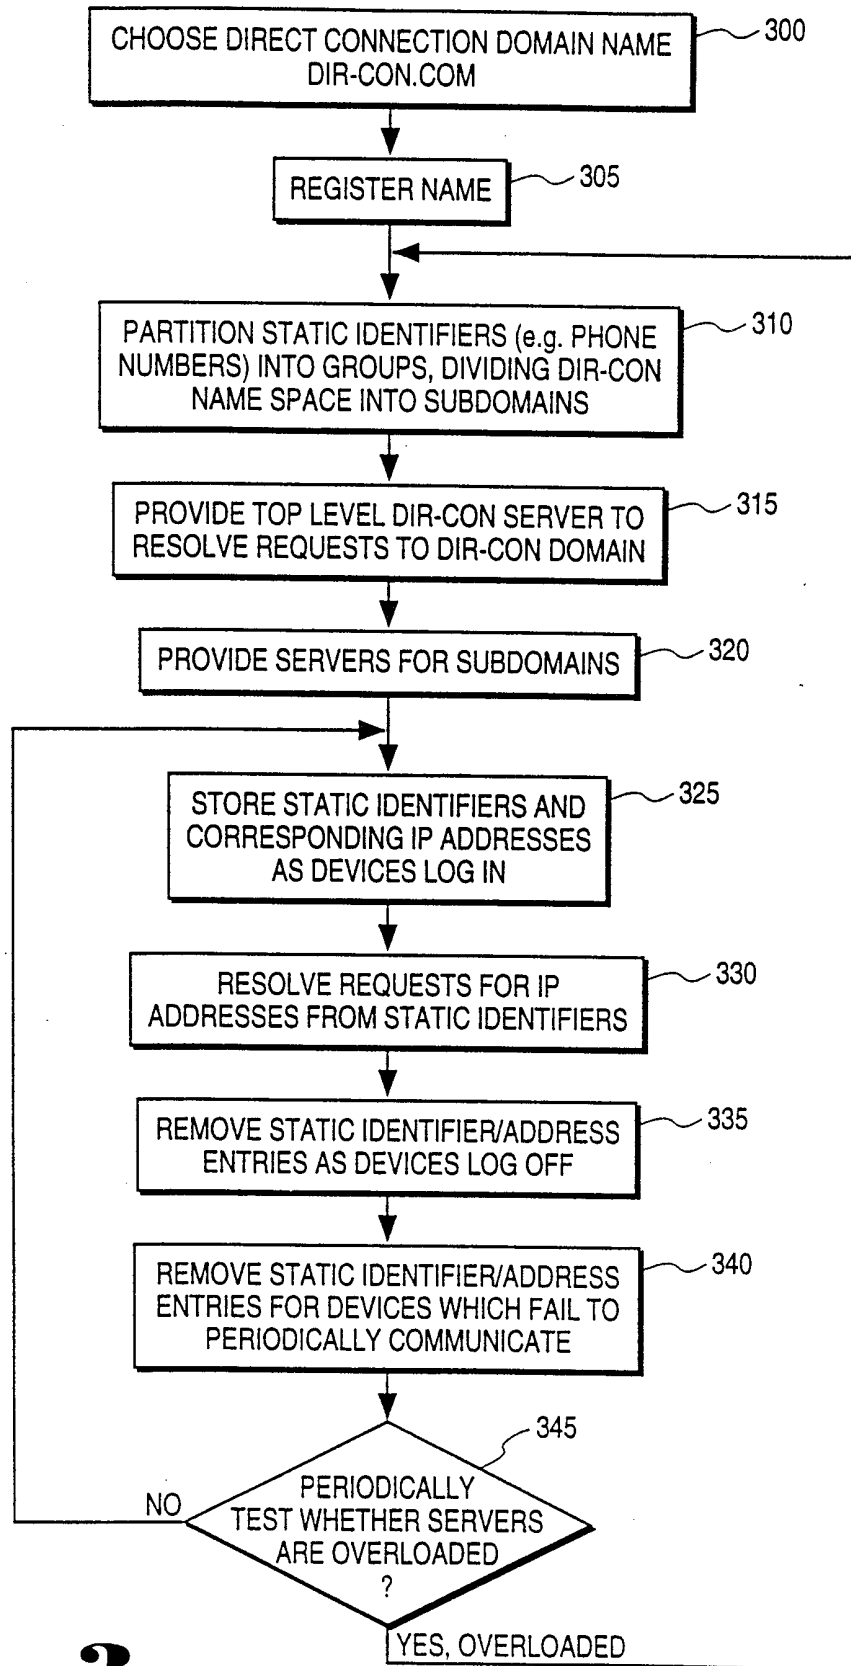 CHOOSE DIRECT CONNECTION DOMAIN NAME
DIR-CON.COM
300
REGISTER NAME
305
PARTITION STATIC IDENTIFIERS (e.g. PHONE
NUMBERS) INTO GROUPS, DIVIDING DIR-CON
NAME SPACE INTO SUBDOMAINS
310
PROVIDE TOP LEVEL DIR-CON SERVER TO
RESOLVE REQUESTS TO DIR-CON DOMAIN
315
PROVIDE SERVERS FOR SUBDOMAINS
320
STORE STATIC IDENTIFIERS AND
CORRESPONDING IP ADDRESSES
AS DEVICES LOG IN
325
RESOLVE REQUESTS FOR IP
ADDRESSES FROM STATIC IDENTIFIERS
330
REMOVE STATIC IDENTIFIER/ADDRESS
ENTRIES AS DEVICES LOG OFF
335
REMOVE STATIC IDENTIFIER/ADDRESS
ENTRIES FOR DEVICES WHICH FAIL TO
PERIODICALLY COMMUNICATE
340
345
PERIODICALLY
TEST WHETHER SERVERS
ARE OVERLOADED
?
NO
YES, OVERLOADED